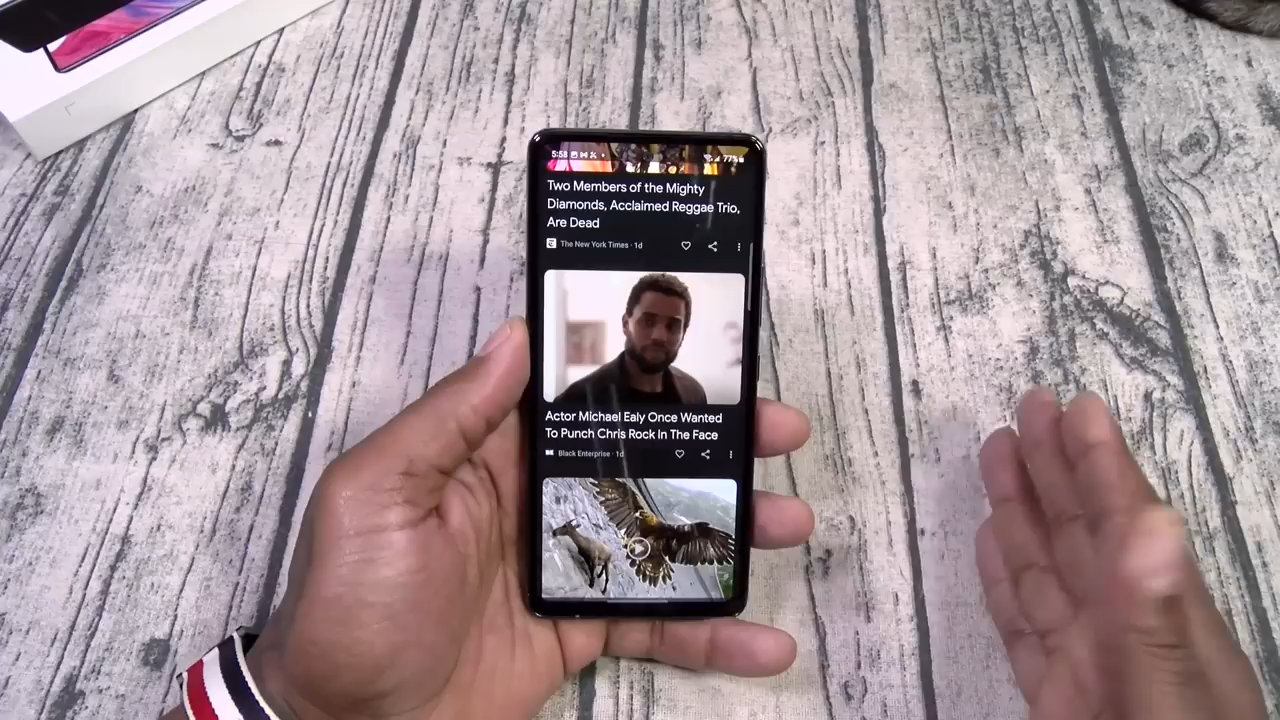 5:58
77%
Two Members of the Mighty
Diamonds, Acclaimed Reggae Trio,
Are Dead
The New York Times · 1d
Actor Michael Ealy Once Wanted
To Punch Chris Rock In The Face
Black Enterprise · 1d